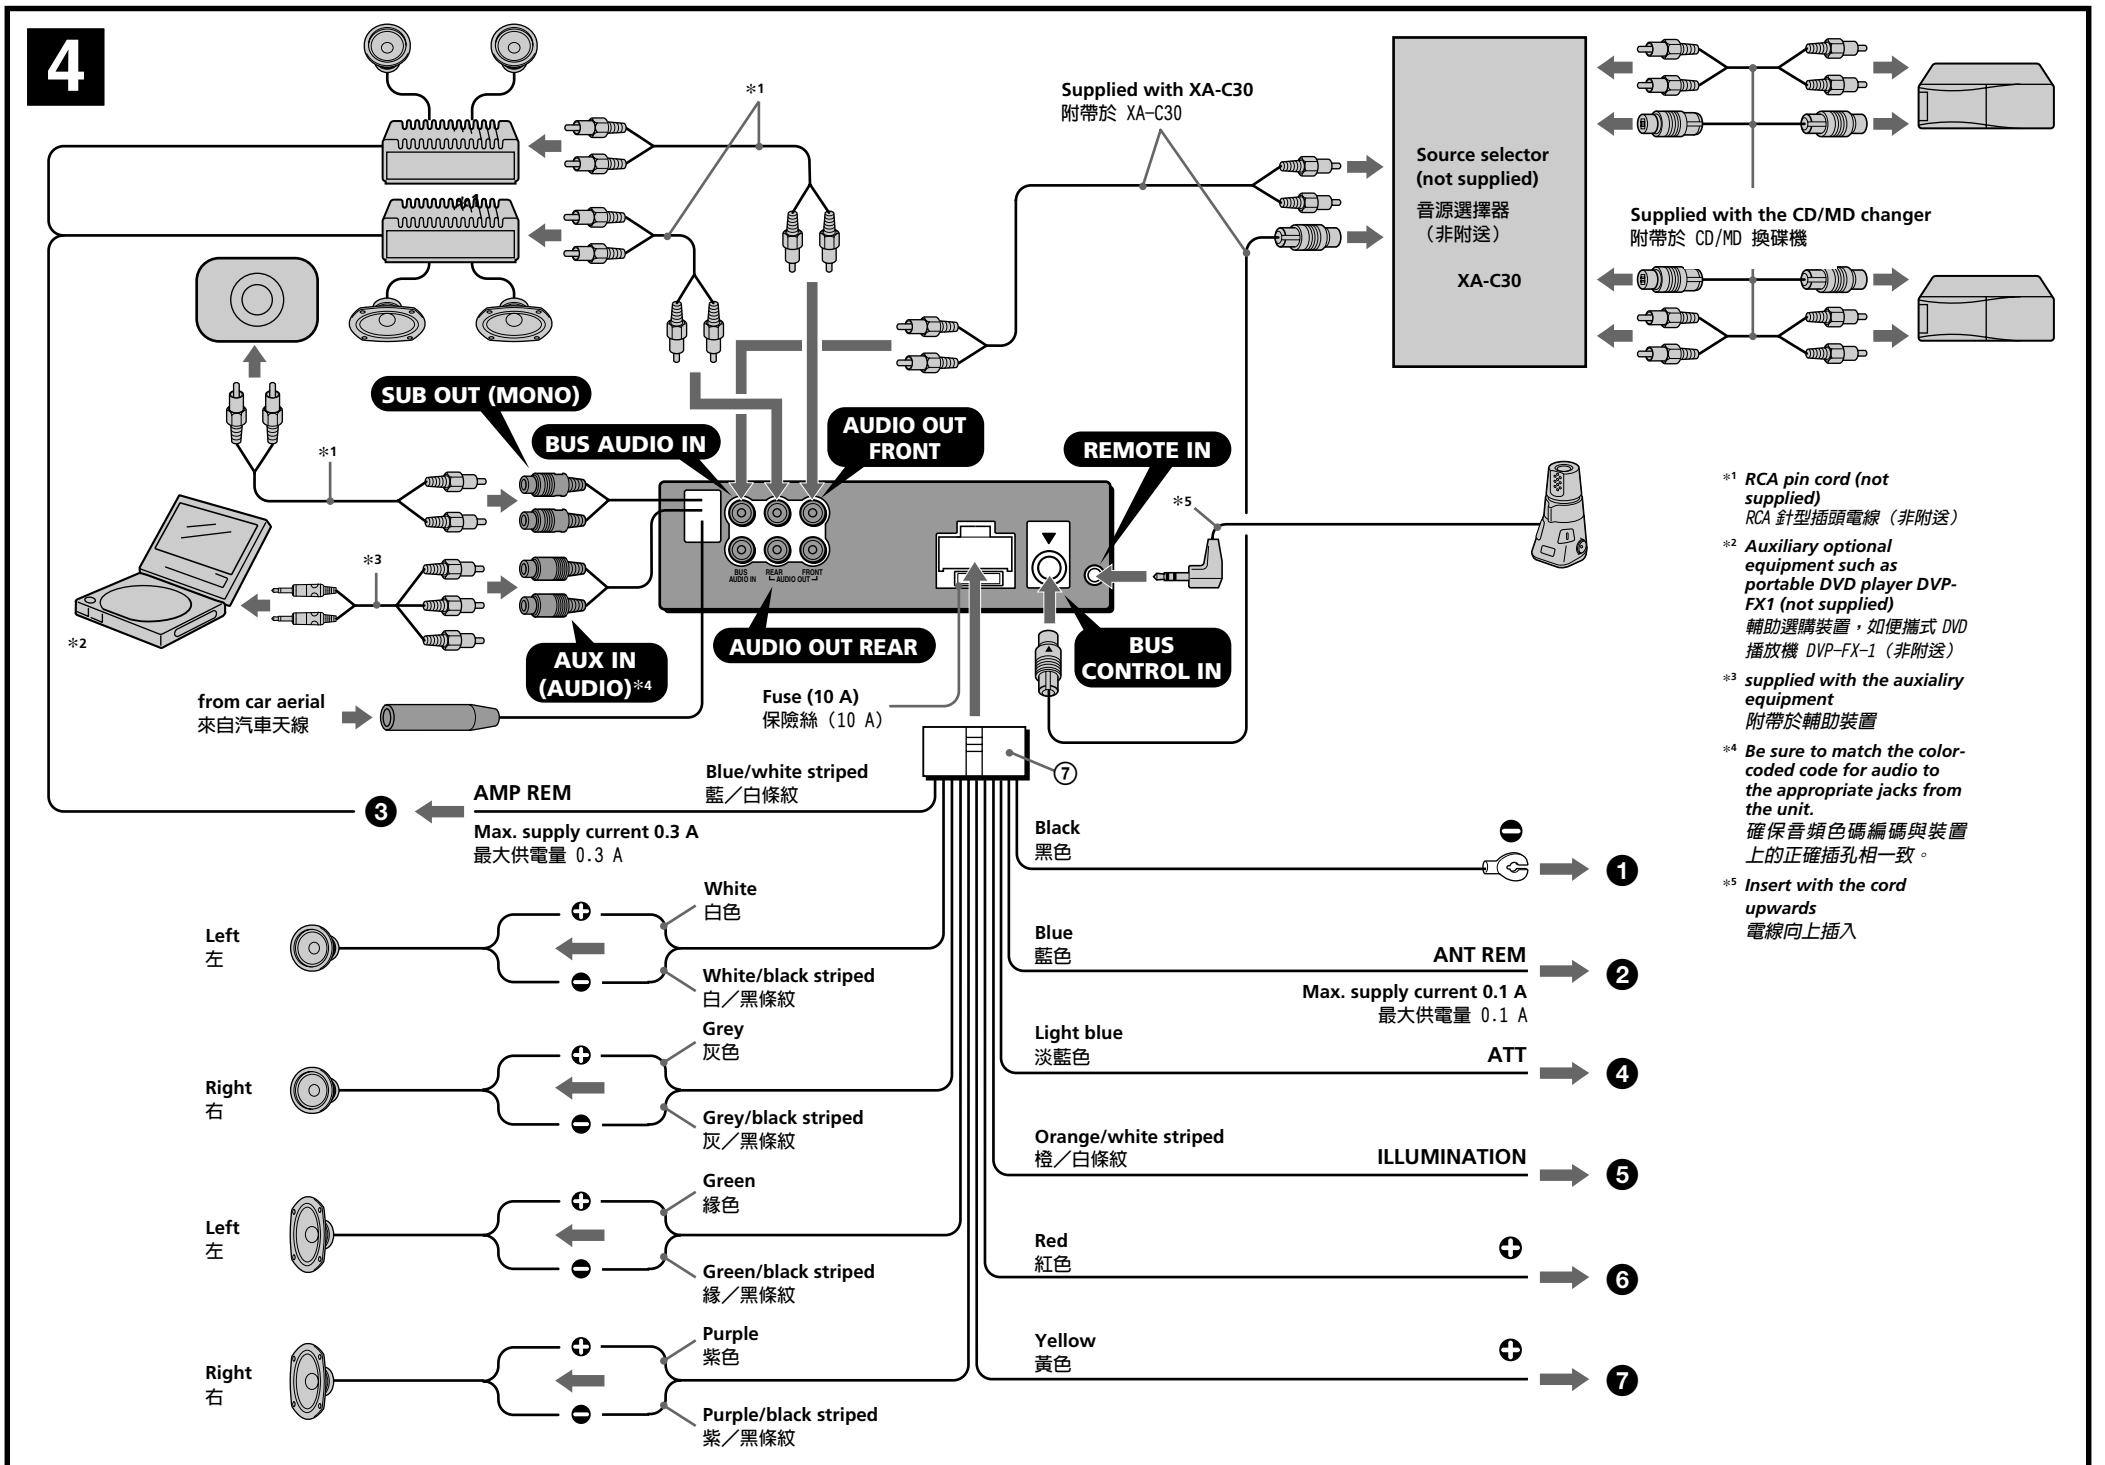 4
*1
Supplied with XA-C30
附帶於 XA-C30
Source selector
(not supplied)
音源選擇器
（非附送）
XA-C30
Supplied with the CD/MD changer
附帶於 CD/MD 換碟機
*1
SUB OUT (MONO)
BUS AUDIO IN
AUDIO OUT
FRONT
REMOTE IN
*1
*5
*3
*2
BUS
AUDIO IN
REAR
FRONT
AUDIO OUT
AUX IN
(AUDIO)*4
AUDIO OUT REAR
BUS
CONTROL IN
from car aerial
來自汽車天線
Fuse (10 A)
保險絲（10 A）
⑦
*1 RCA pin cord (not
supplied)
RCA 針型插頭電線（非附送）
*2 Auxiliary optional
equipment such as
portable DVD player DVP-
FX1 (not supplied)
輔助選購裝置，如便攜式 DVD
播放機 DVP-FX-1（非附送）
*3 supplied with the auxialiry
equipment
附帶於輔助裝置
*4 Be sure to match the color-
coded code for audio to
the appropriate jacks from
the unit.
確保音頻色碼編碼與裝置
上的正確插孔相一致。
*5 Insert with the cord
upwards
電線向上插入
❸
AMP REM
Blue/white striped
藍／白條紋
Max. supply current 0.3 A
最大供電量 0.3 A
Left
左
⊕
⊖
White
白色
White/black striped
白／黑條紋
Right
右
⊕
⊖
Grey
灰色
Grey/black striped
灰／黑條紋
Left
左
⊕
⊖
Green
緣色
Green/black striped
緣／黑條紋
Right
右
⊕
⊖
Purple
紫色
Purple/black striped
紫／黑條紋
Black
黑色
⊖
❶
Blue
藍色
ANT REM
❷
Max. supply current 0.1 A
最大供電量 0.1 A
Light blue
淡藍色
ATT
❹
Orange/white striped
橙／白條紋
ILLUMINATION
❺
Red
紅色
⊕
❻
Yellow
黃色
⊕
❼